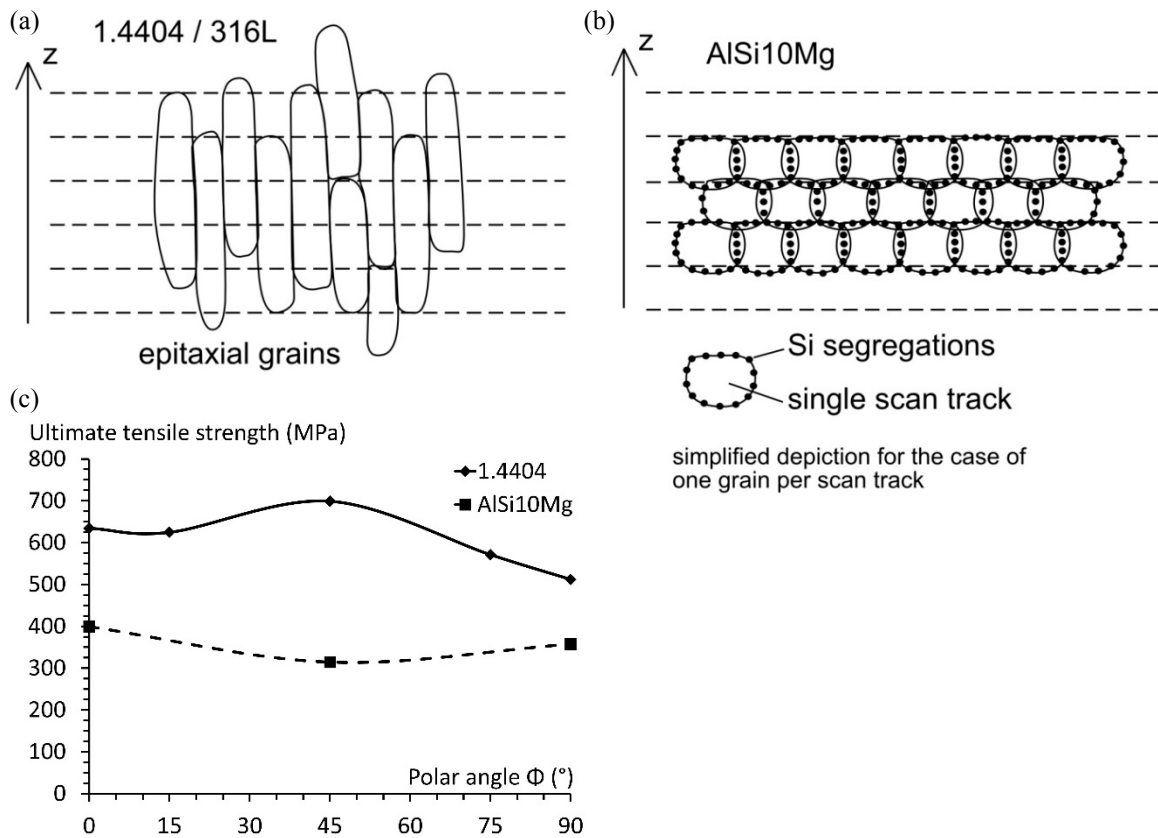 (a)
1.4404 / 316L
z
epitaxial grains
(b)
AlSi10Mg
z
Si segregations
single scan track
simplified depiction for the case of
one grain per scan track
(c)
Ultimate tensile strength (MPa)
800
700
600
500
400
300
200
100
0
1.4404
AlSi10Mg
Polar angle Φ (°)
0 15 30 45 60 75 90